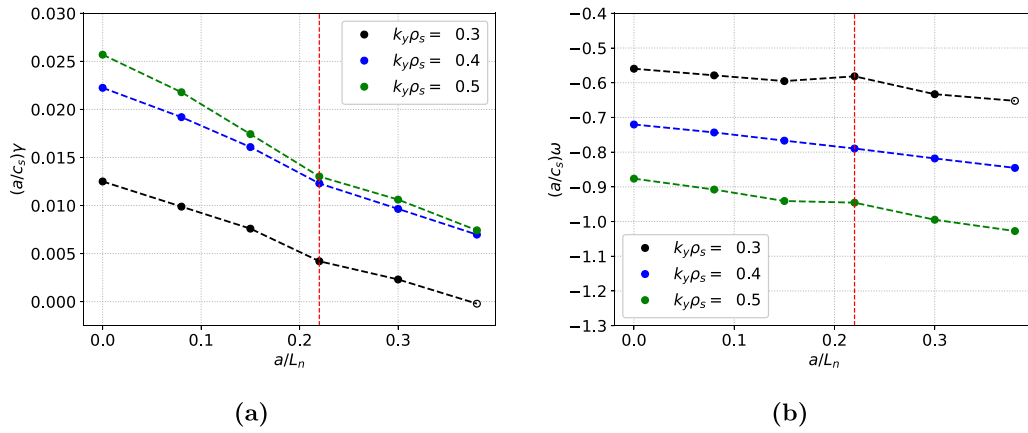 0.030
0.025
0.020
0.015
0.010
0.005
0.000
(a/c_s)γ
k_yρ_s = 0.3
k_yρ_s = 0.4
k_yρ_s = 0.5
0.0 0.1 0.2 0.3
a/L_n
(a)
−0.4
−0.5
−0.6
−0.7
−0.8
−0.9
−1.0
−1.1
−1.2
−1.3
(a/c_s)ω
k_yρ_s = 0.3
k_yρ_s = 0.4
k_yρ_s = 0.5
0.0 0.1 0.2 0.3
a/L_n
(b)